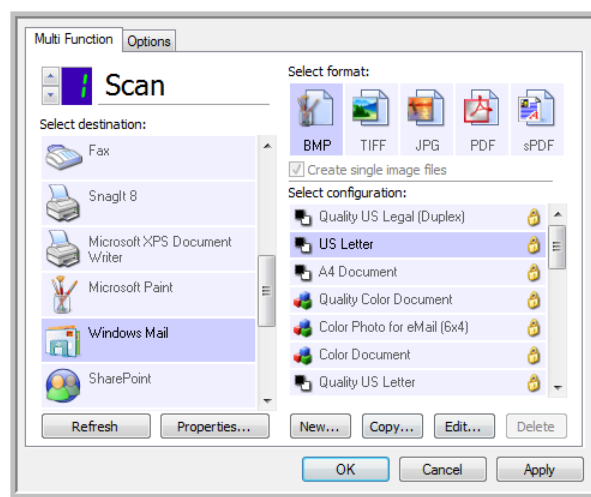 Multi Function
Options
1
Scan
Select destination:
Fax
SnagIt 8
Microsoft XPS Document
Writer
Microsoft Paint
Windows Mail
SharePoint
Refresh
Properties...
Select format:
BMP
TIFF
JPG
PDF
sPDF
Create single image files
Select configuration:
Quality US Legal (Duplex)
US Letter
A4 Document
Quality Color Document
Color Photo for eMail (6x4)
Color Document
Quality US Letter
New...
Copy...
Edit...
Delete
OK
Cancel
Apply